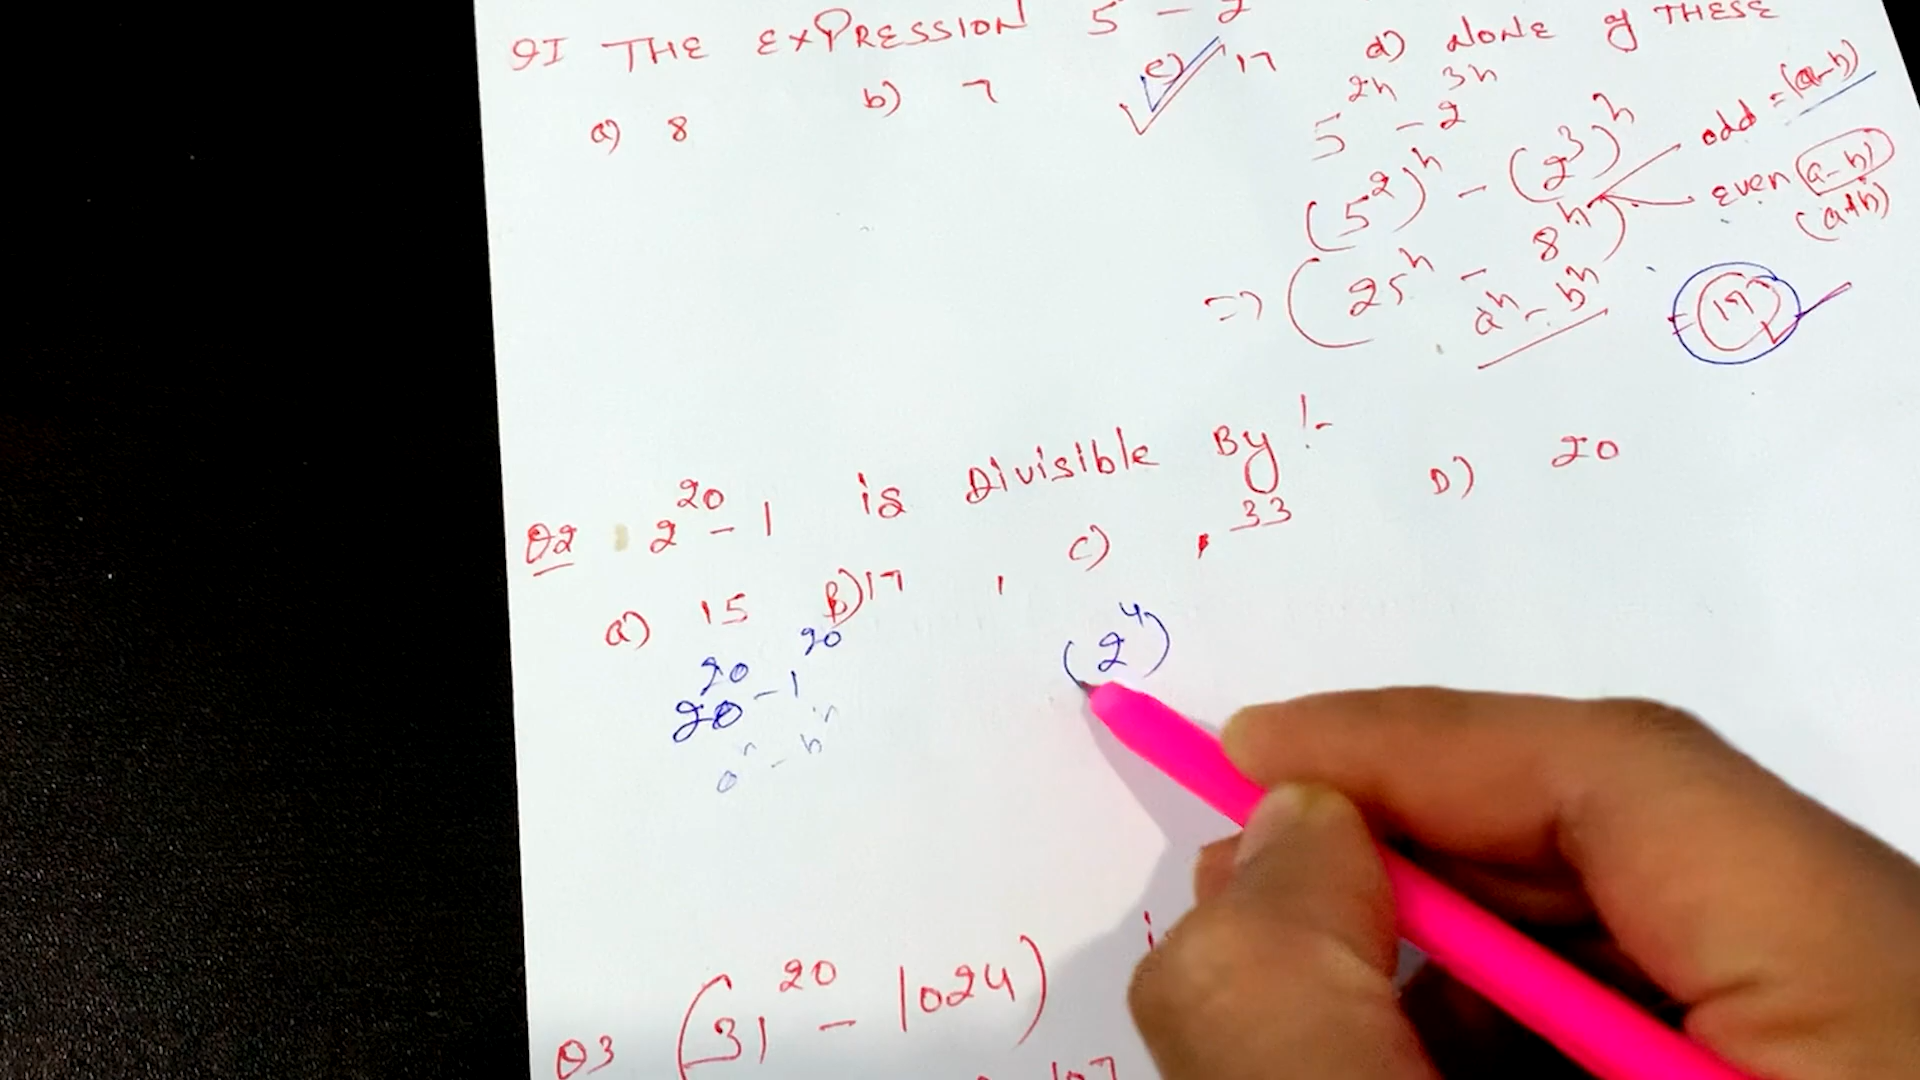 QI THE EXPRESSION 5 - 2
a) 8 b) 7 c) 17 d) NONE of THESE
5^2n - 2^3n
(5^2)^n - (2^3)^n
odd = (a-b)
even (a-b)
(a+b)
=> (25^n - 8^n)
a^n - b^n
= 17
Q2 2^20 - 1 is Divisible By :-
a) 15 B) 17 , C) 33 D) 20
20^20 - 1^20
a^n - b^n
(2^4)
Q3 (31^20 - 1024) i